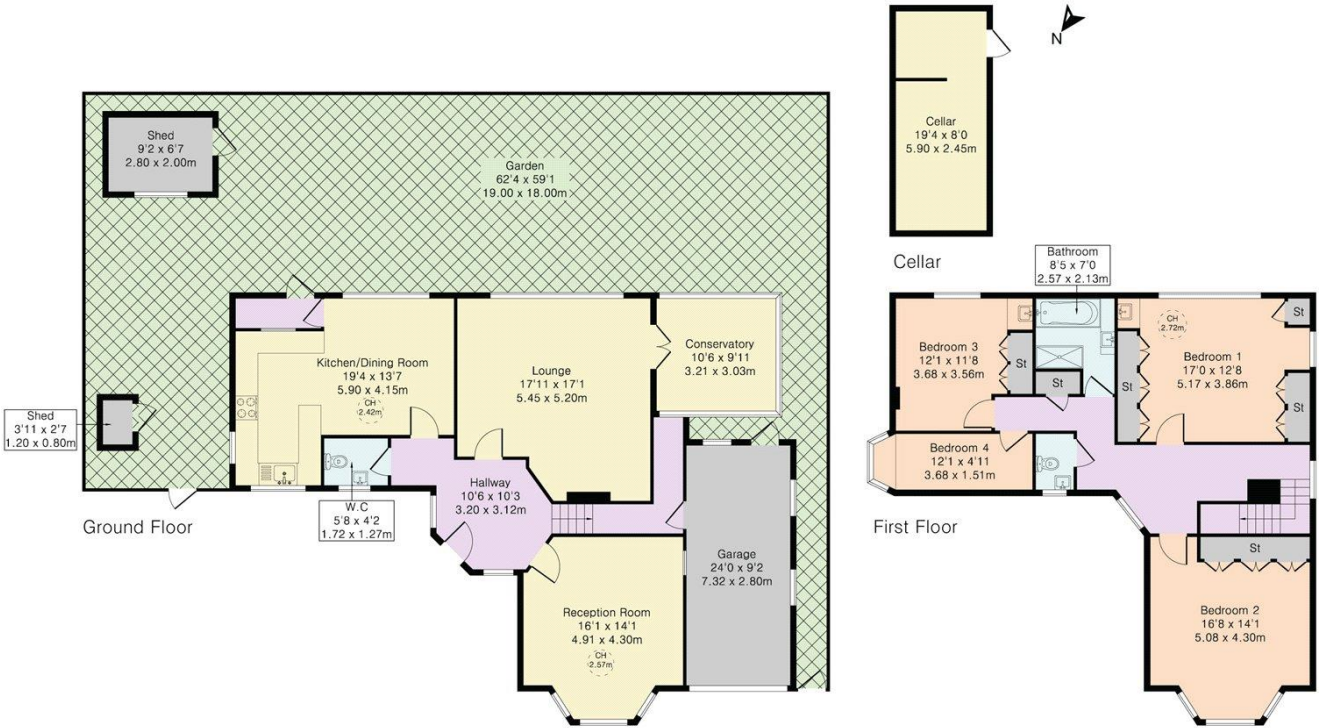 N
Shed
9'2 x 6'7
2.80 x 2.00m
Garden
62'4 x 59'1
19.00 x 18.00m
Cellar
19'4 x 8'0
5.90 x 2.45m
Cellar
Kitchen/Dining Room
19'4 x 13'7
5.90 x 4.15m
CH
2.42m
Lounge
17'11 x 17'1
5.45 x 5.20m
Conservatory
10'6 x 9'11
3.21 x 3.03m
Shed
3'11 x 2'7
1.20 x 0.80m
Hallway
10'6 x 10'3
3.20 x 3.12m
W.C
5'8 x 4'2
1.72 x 1.27m
Garage
24'0 x 9'2
7.32 x 2.80m
Reception Room
16'1 x 14'1
4.91 x 4.30m
CH
2.57m
Ground Floor
Bathroom
8'5 x 7'0
2.57 x 2.13m
Bedroom 3
12'1 x 11'8
3.68 x 3.56m
St
St
St
CH
2.72m
Bedroom 1
17'0 x 12'8
5.17 x 3.86m
St
St
Bedroom 4
12'1 x 4'11
3.68 x 1.51m
St
Bedroom 2
16'8 x 14'1
5.08 x 4.30m
First Floor